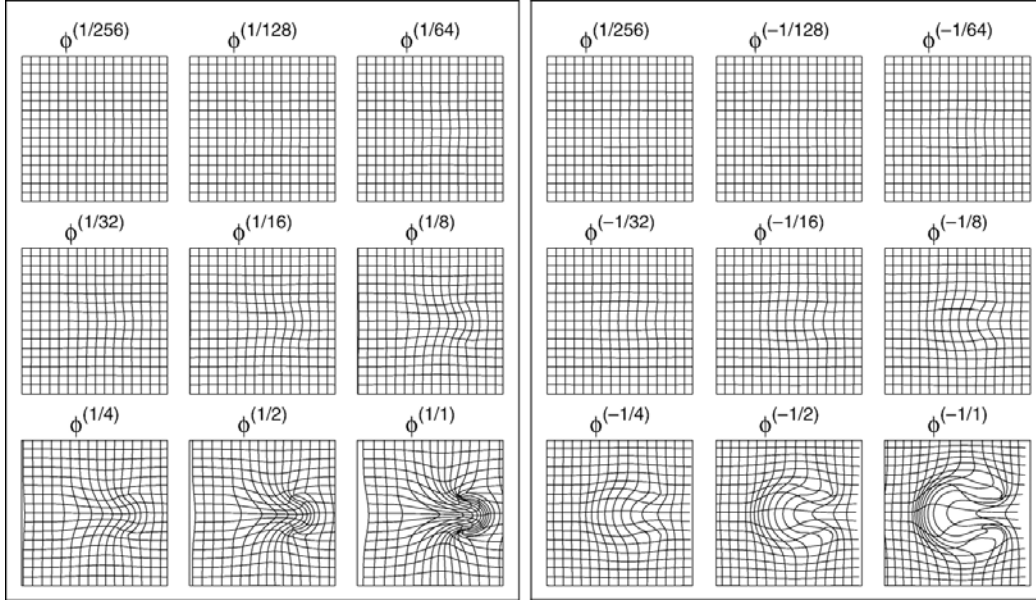 ϕ(1/256) ϕ(1/128) ϕ(1/64)
ϕ(1/32) ϕ(1/16) ϕ(1/8)
ϕ(1/4) ϕ(1/2) ϕ(1/1)
ϕ(1/256) ϕ(−1/128) ϕ(−1/64)
ϕ(−1/32) ϕ(−1/16) ϕ(−1/8)
ϕ(−1/4) ϕ(−1/2) ϕ(−1/1)